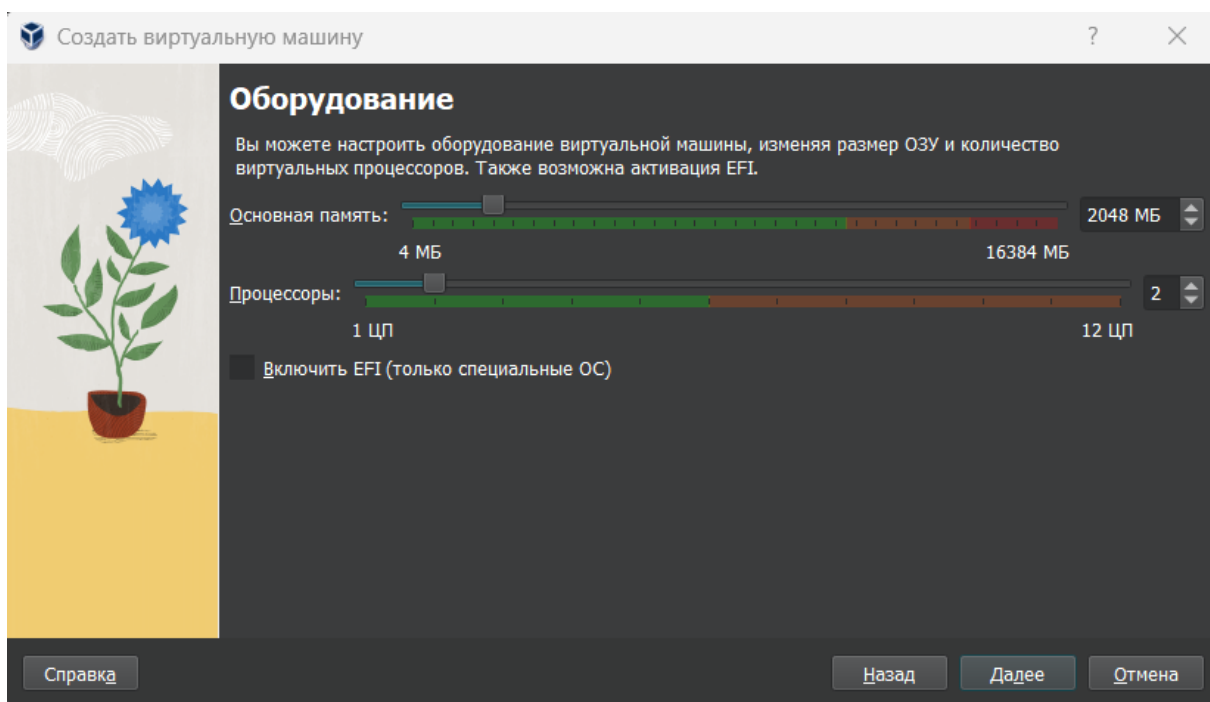 Создать виртуальную машину
?
Оборудование
Вы можете настроить оборудование виртуальной машины, изменяя размер ОЗУ и количество
виртуальных процессоров. Также возможна активация EFI.
Основная память:
2048 МБ
4 МБ
16384 МБ
Процессоры:
2
1 ЦП
12 ЦП
Включить EFI (только специальные ОС)
Справка
Назад
Далее
Отмена